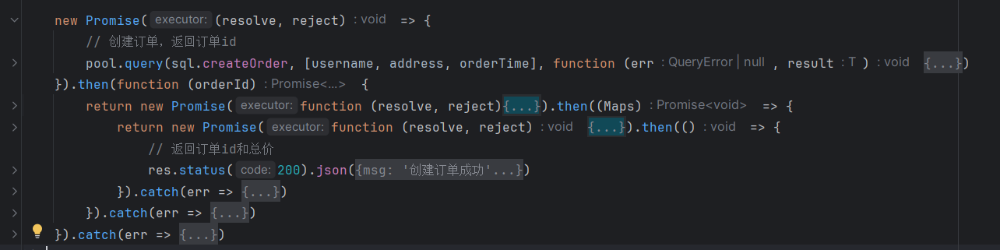 new Promise( executor: (resolve, reject) : void => {
// 创建订单，返回订单id
pool.query(sql.createOrder, [username, address, orderTime], function (err : QueryError | null , result : T ) : void {...})
}).then(function (orderId) : Promise<...> {
return new Promise( executor: function (resolve, reject){...}).then((Maps) : Promise<void> => {
return new Promise( executor: function (resolve, reject) : void {...}).then(() : void => {
// 返回订单id和总价
res.status( code: 200).json({msg: '创建订单成功'...})
}).catch(err => {...})
}).catch(err => {...})
}).catch(err => {...})